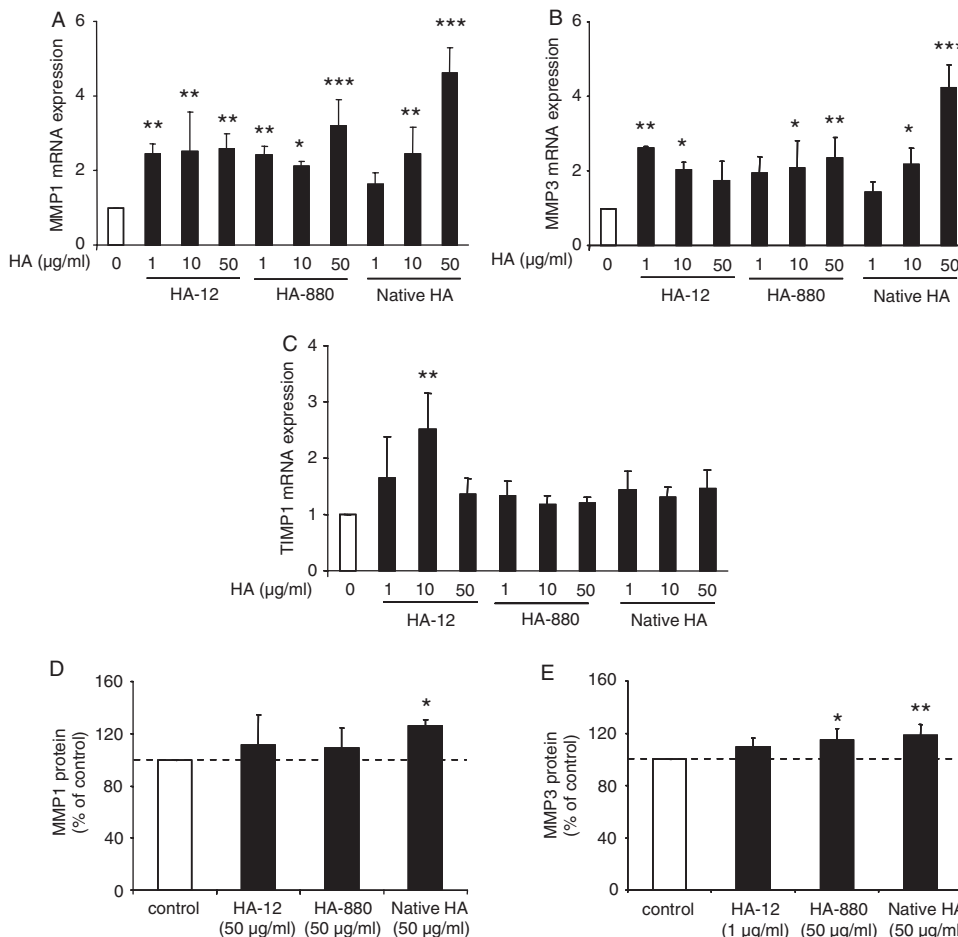 A
MMP1 mRNA expression
6
4
2
0
** ** ** ** * *** ** ***
HA (µg/ml) 0 1 10 50 1 10 50 1 10 50
HA-12 HA-880 Native HA
B
MMP3 mRNA expression
6
4
2
0
** * * ** * ***
HA (µg/ml) 0 1 10 50 1 10 50 1 10 50
HA-12 HA-880 Native HA
C
TIMP1 mRNA expression
4
3
2
1
0
**
HA (µg/ml) 0 1 10 50 1 10 50 1 10 50
HA-12 HA-880 Native HA
D
MMP1 protein
(% of control)
160
120
80
40
0
*
control HA-12 HA-880 Native HA
(50 µg/ml) (50 µg/ml) (50 µg/ml)
E
MMP3 protein
(% of control)
160
120
80
40
0
* **
control HA-12 HA-880 Native HA
(1 µg/ml) (50 µg/ml) (50 µg/ml)